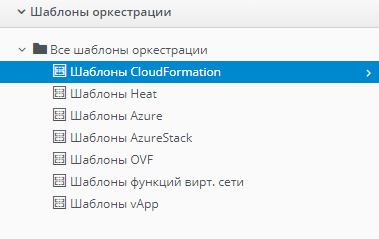 Шаблоны оркестрации
Все шаблоны оркестрации
Шаблоны CloudFormation
Шаблоны Heat
Шаблоны Azure
Шаблоны AzureStack
Шаблоны OVF
Шаблоны функций вирт. сети
Шаблоны vApp